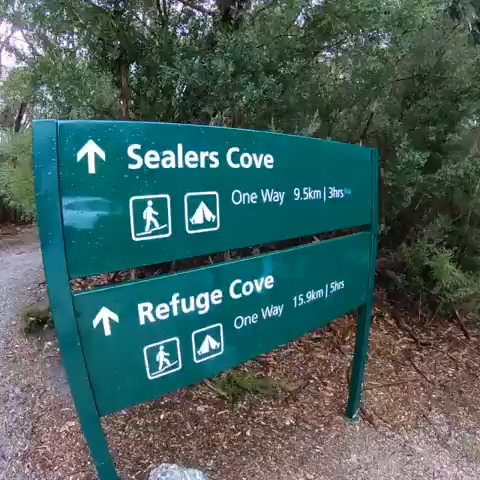 Sealers Cove
One Way 9.5km | 3hrs
Refuge Cove
One Way 15.9km | 5hrs